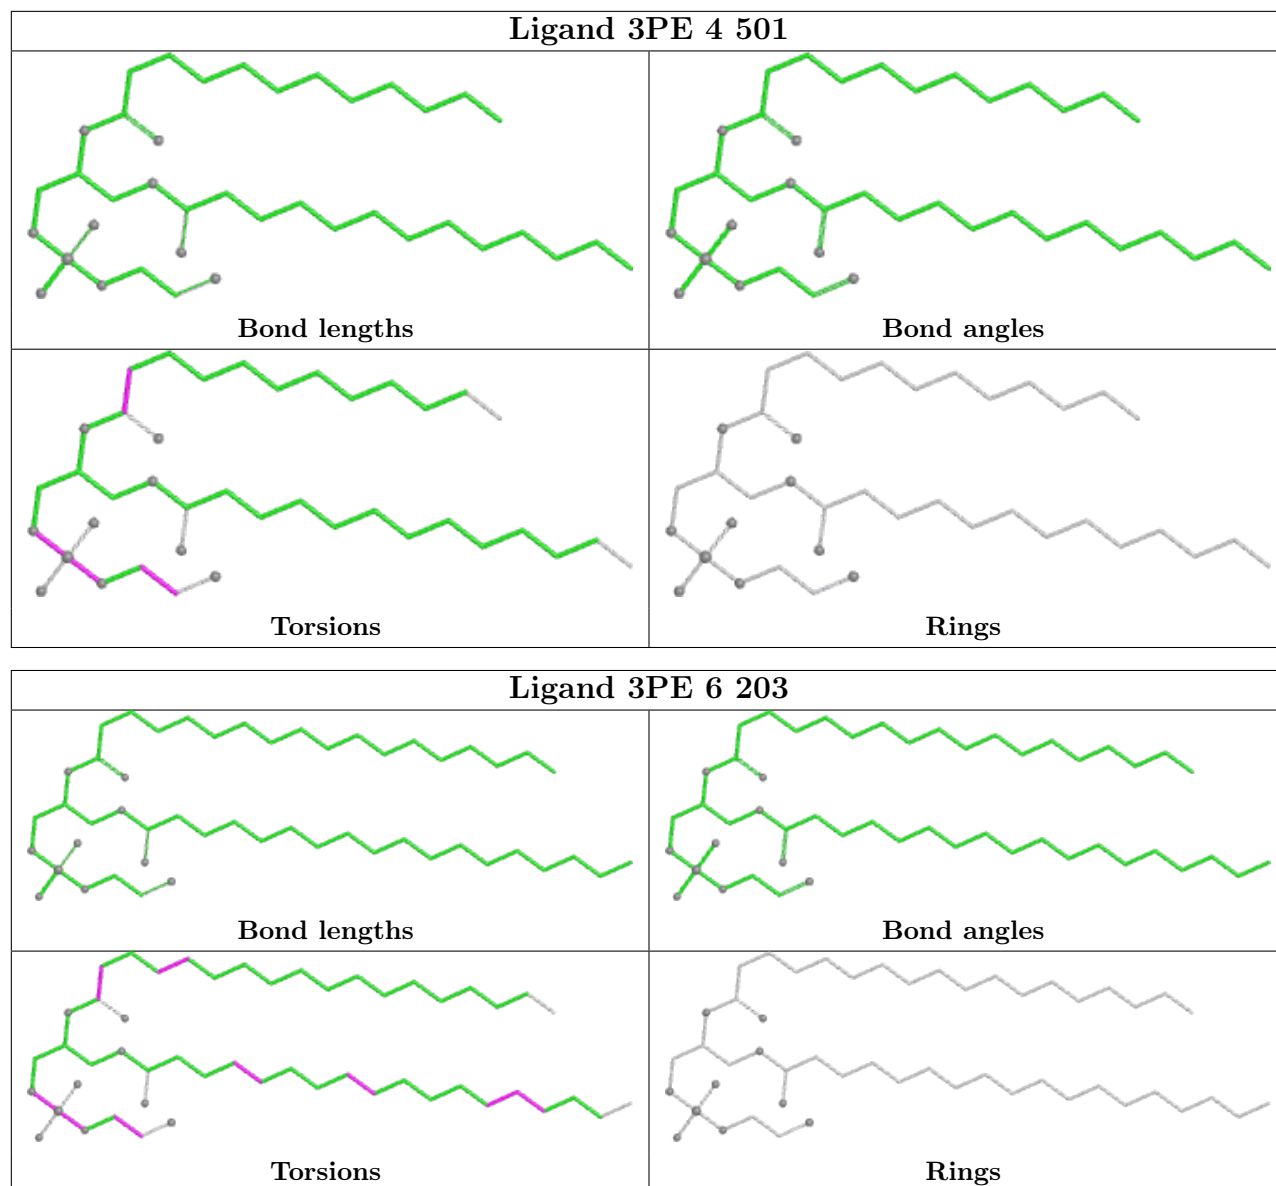 Ligand 3PE 4 501
Bond lengths
Bond angles
Torsions
Rings
Ligand 3PE 6 203
Bond lengths
Bond angles
Torsions
Rings